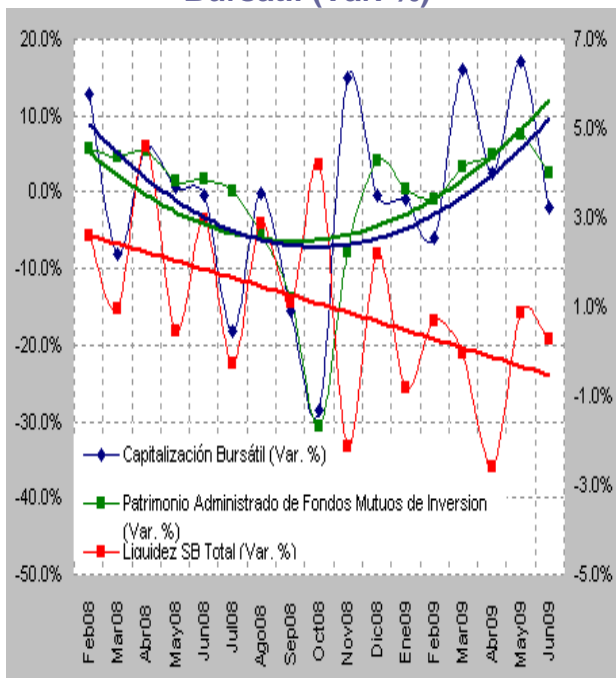 Bursátil (Var. %)
20.0%
10.0%
0.0%
-10.0%
-20.0%
-30.0%
-40.0%
-50.0%
7.0%
5.0%
3.0%
1.0%
-1.0%
-3.0%
-5.0%
Capitalización Bursátil (Var. %)
Patrimonio Administrado de Fondos Mutuos de Inversion
(Var. %)
Liquidez SB Total (Var. %)
Feb08
Mar08
Abr08
May08
Jun08
Jul08
Ago08
Sep08
Oct08
Nov08
Dic08
Ene09
Feb09
Mar09
Abr09
May09
Jun09